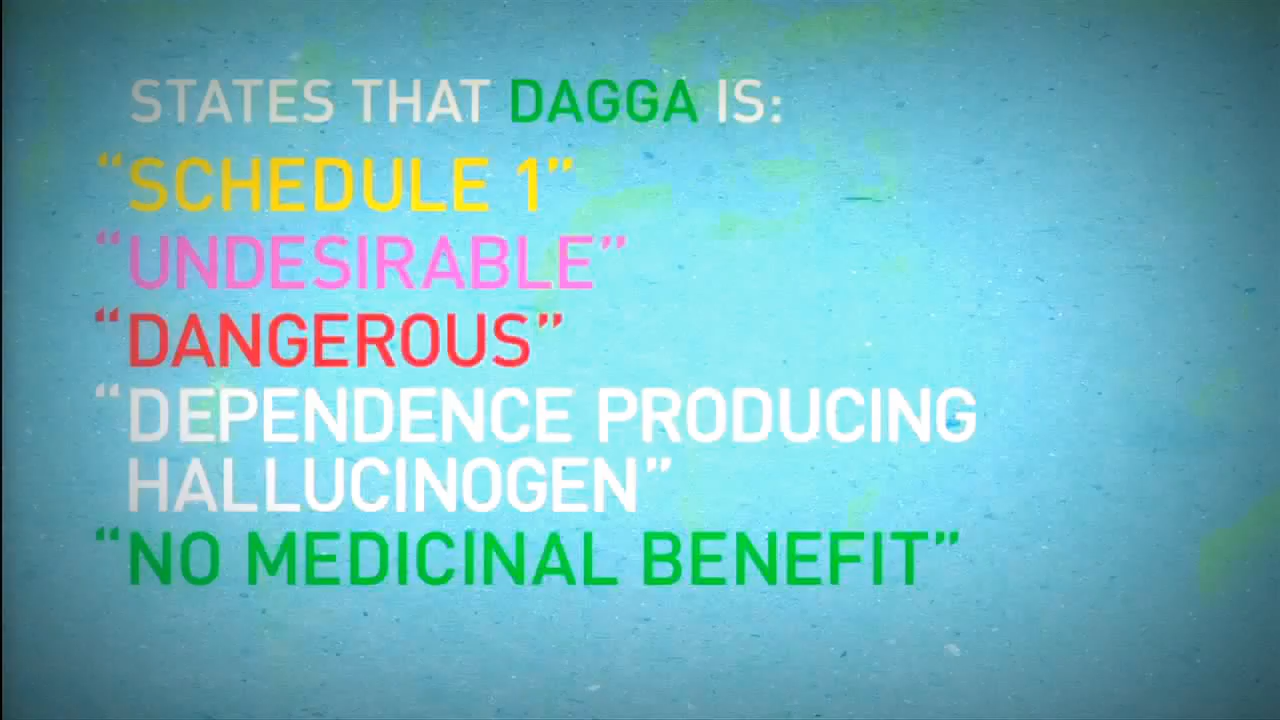 STATES THAT DAGGA IS:
“SCHEDULE 1”
“UNDESIRABLE”
“DANGEROUS”
“DEPENDENCE PRODUCING
HALLUCINOGEN”
“NO MEDICINAL BENEFIT”